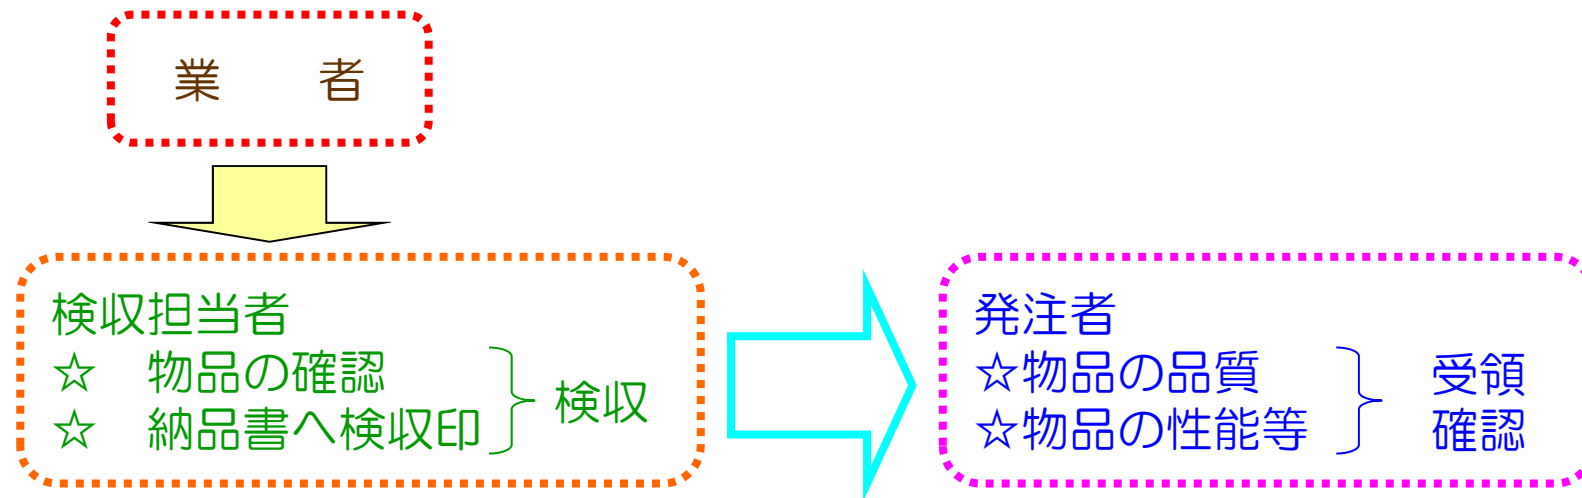 業　　者
検収担当者
☆　物品の確認
☆　納品書へ検収印
検収
発注者
☆物品の品質
☆物品の性能等
受領
確認